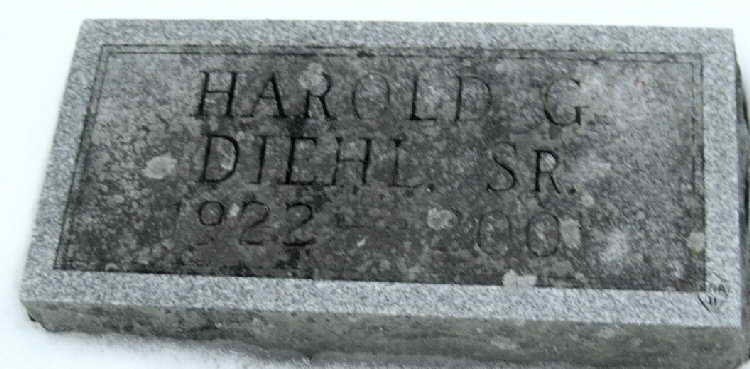 HAROLD G.
DIEHL. SR.
1922 - 2001